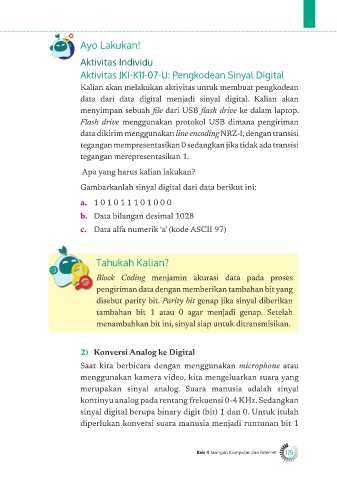 Ayo Lakukan!
Aktivitas Individu
Aktivitas JKI-K11-07-U: Pengkodean Sinyal Digital
Kalian akan melakukan aktivitas untuk membuat pengkodean
data dari data digital menjadi sinyal digital. Kalian akan
menyimpan sebuah file dari USB flash drive ke dalam laptop.
Flash drive menggunakan protokol USB dimana pengiriman
data dikirim menggunakan line encoding NRZ-I, dengan transisi
tegangan mempresentasikan 0 sedangkan jika tidak ada transisi
tegangan merepresentasikan 1.
Apa yang harus kalian lakukan?
Gambarkanlah sinyal digital dari data berikut ini:
a. 1 0 1 0 1 1 1 0 1 0 0 0
b. Data bilangan desimal 1028
c. Data alfa numerik 'a' (kode ASCII 97)
Tahukah Kalian?
Block Coding menjamin akurasi data pada proses
pengiriman data dengan memberikan tambahan bit yang
disebut parity bit. Parity bit genap jika sinyal diberikan
tambahan bit 1 atau 0 agar menjadi genap. Setelah
menambahkan bit ini, sinyal siap untuk ditransmisikan.
2) Konversi Analog ke Digital
Saat kita berbicara dengan menggunakan microphone atau
menggunakan kamera video, kita mengeluarkan suara yang
merupakan sinyal analog. Suara manusia adalah sinyal
kontinyu analog pada rentang frekuensi 0-4 KHz. Sedangkan
sinyal digital berupa binary digit (bit) 1 dan 0. Untuk itulah
diperlukan konversi suara manusia menjadi runtunan bit 1
Bab 4 Jaringan Komputer dan Internet 119